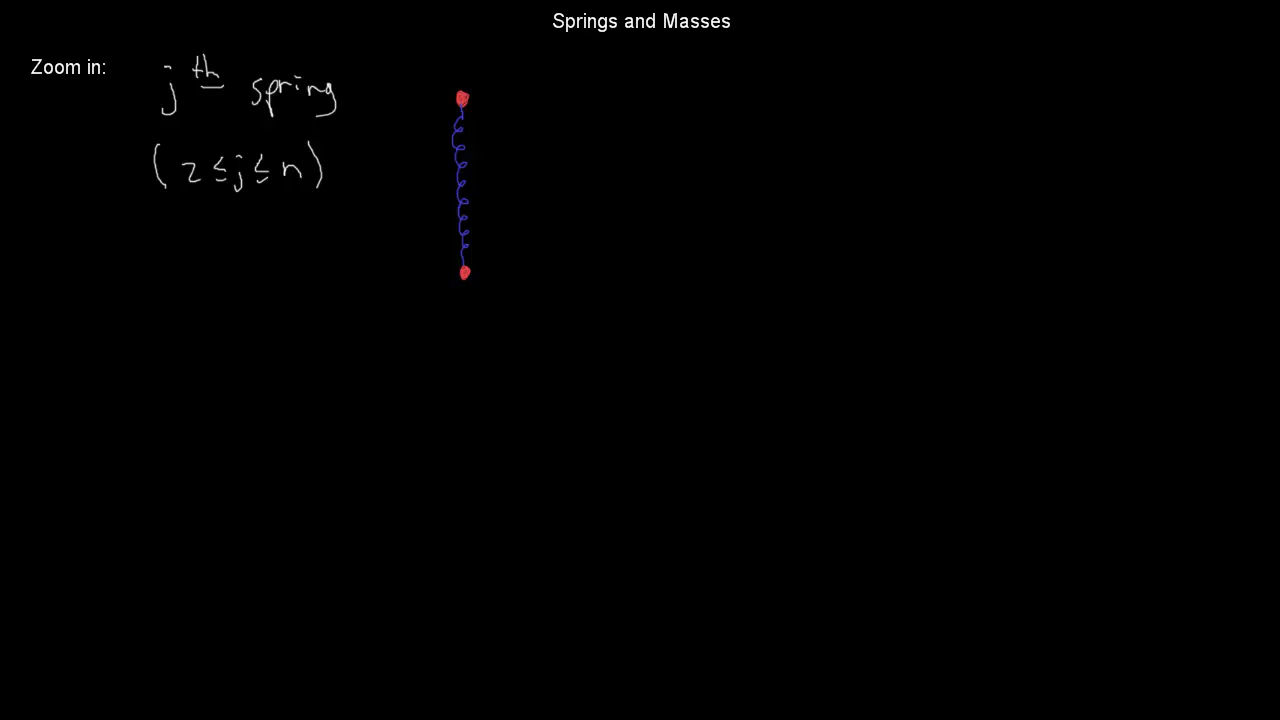 Springs and Masses
Zoom in: j th spring
(2 ≤ j ≤ n)